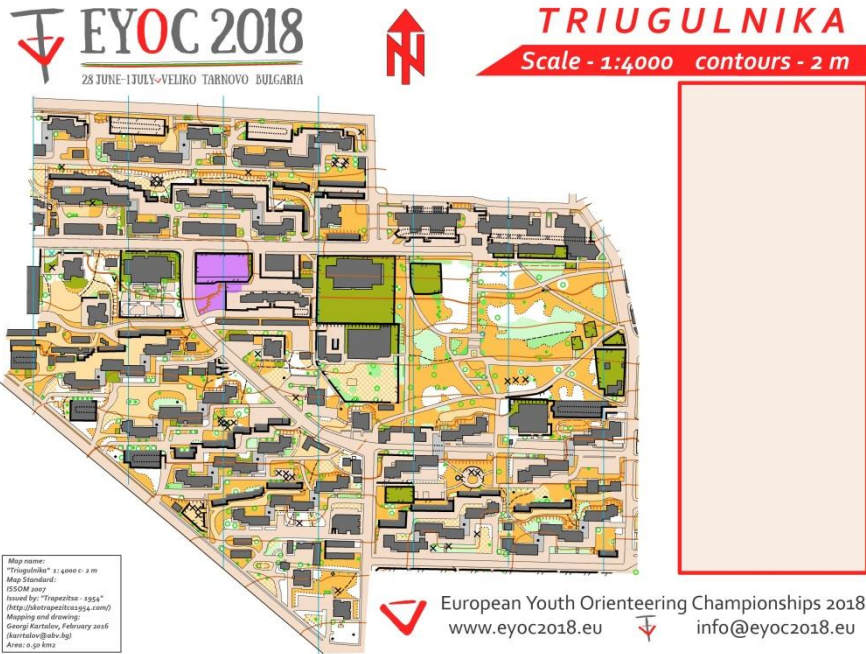 EYOC 2018
28 JUNE-1JULY VELIKO TARNOVO BULGARIA
N
TRIUGULNIKA
Scale - 1:4000 contours - 2 m
Map name:
"Triugulnika" 1: 4000 c- 2 m
Map Standard:
ISSOM 2007
Issued by: "Trapezitsa - 1954"
(http://skotrapezitca1954.com/)
Mapping and drawing:
Georgi Kartalov, February 2016
(karrtalov@abv.bg)
Area: 0.50 km2
European Youth Orienteering Championships 2018
www.eyoc2018.eu info@eyoc2018.eu